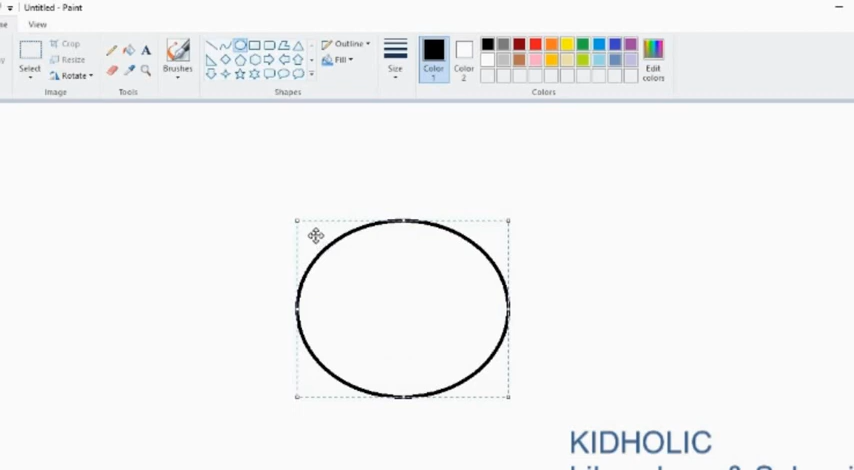 Untitled - Paint
View
Select
Crop
Resize
Rotate
Image
A
Tools
Brushes
Outline
Fill
Shapes
Size
Color 1
Color 2
Edit colors
Colors
KIDHOLIC